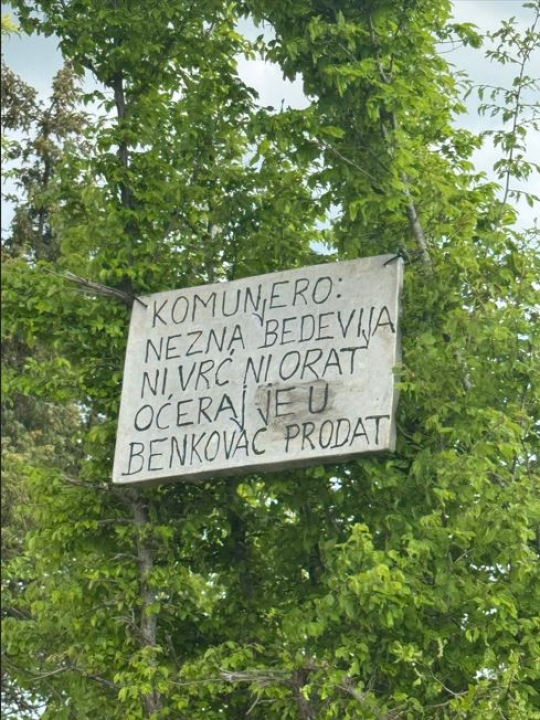 KOMUNJERO:
NEZNA BEDEVIJA
NI VRĆ NI ORAT
OĆERAJ JE U
BENKOVAC PRODAT